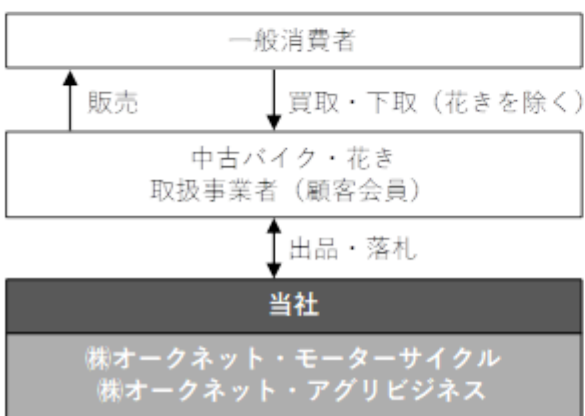 一般消費者
販売
買取・下取（花きを除く）
中古バイク・花き
取扱事業者（顧客会員）
出品・落札
当社
㈱オークネット・モーターサイクル
㈱オークネット・アグリビジネス